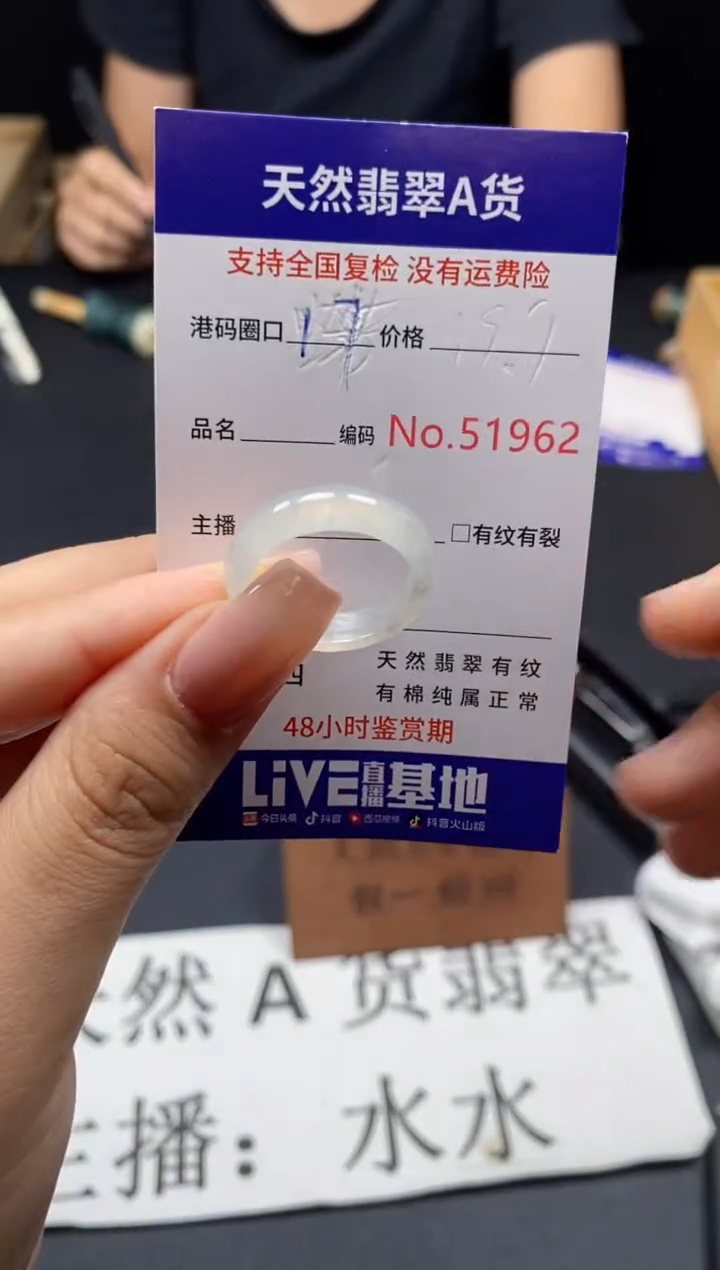 天然翡翠A货
支持全国复检 没有运费险
港码圈口 17 价格
品名 编码 No.51962
主播 □有纹有裂
天然翡翠有纹
有棉纯属正常
48小时鉴赏期
LiVE直播基地
今日头条 抖音 西瓜视频 抖音火山版
然 A 货翡翠
主播：水水